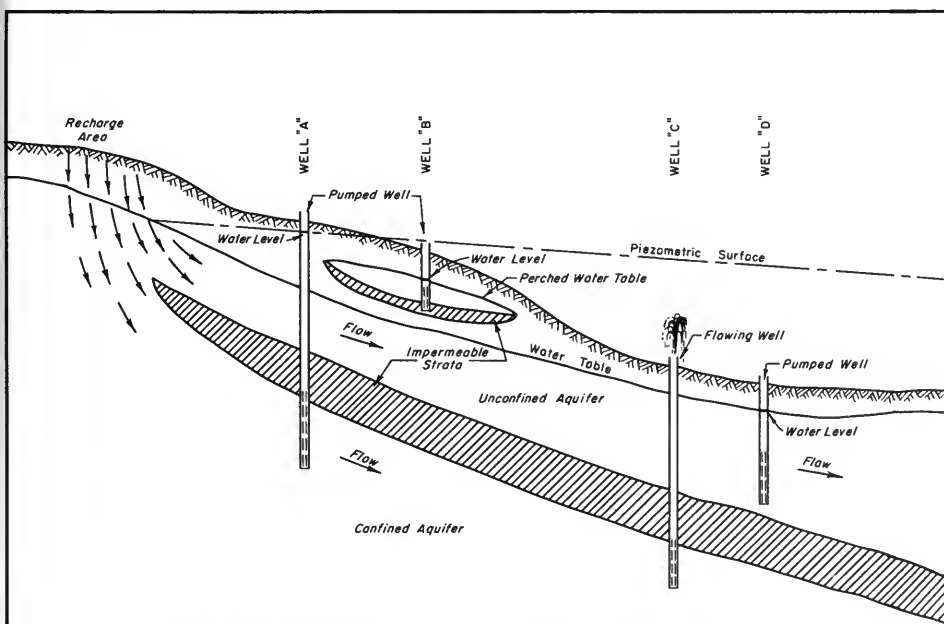 Recharge
Area
WELL "A"
WELL "B"
WELL "C"
WELL "D"
Pumped Well
Water Level
Piezometric Surface
Water Level
Perched Water Table
Flow
Impermeable
Strata
Water Table
Flowing Well
Pumped Well
Unconfined Aquifer
Water Level
Flow
Flow
Confined Aquifer